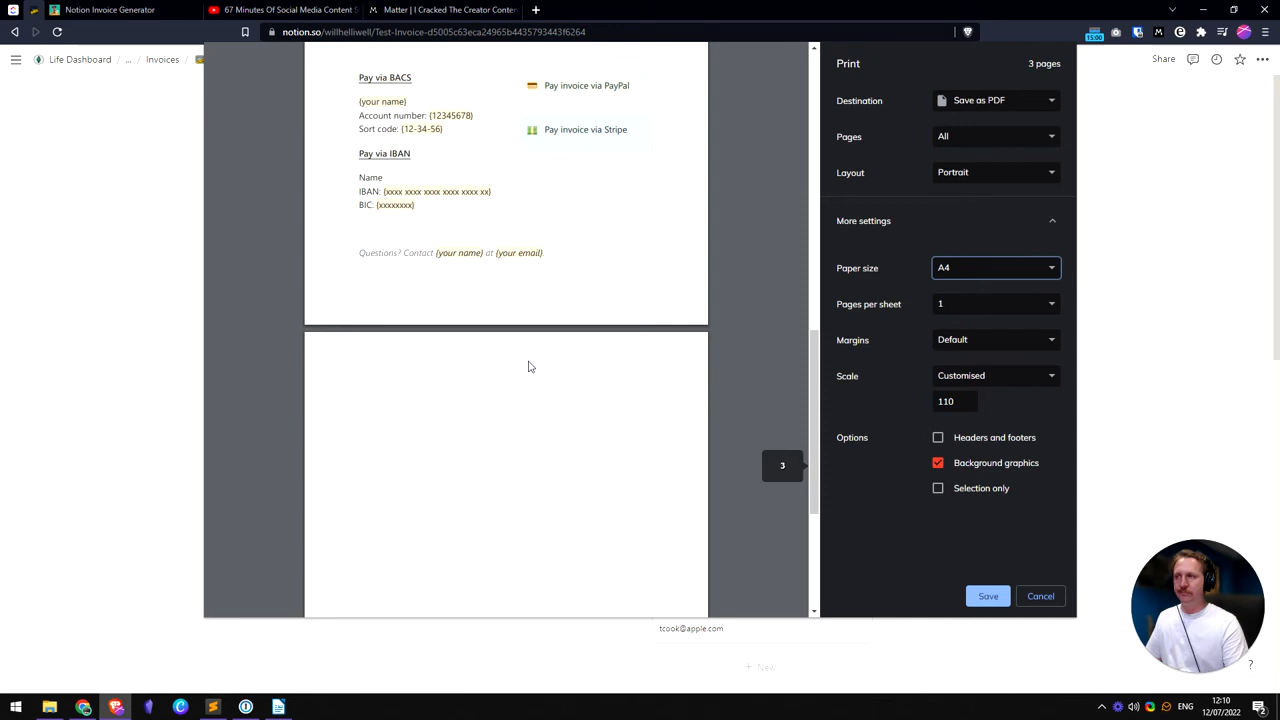 Notion Invoice Generator
67 Minutes Of Social Media Content S
Matter | I Cracked The Creator Conten
notion.so/willhelliwell/Test-Invoice-d5005c63eca24965b4435793443f6264
15:00
Life Dashboard / ... / Invoices /
Share
Pay via BACS
{your name}
Account number: {12345678}
Sort code: {12-34-56}
Pay via IBAN
Name
IBAN: {xxxx xxxx xxxx xxxx xxxx xx}
BIC: {xxxxxxxx}
Pay invoice via PayPal
Pay invoice via Stripe
Questions? Contact {your name} at {your email}.
3
Print
3 pages
Destination
Save as PDF
Pages
All
Layout
Portrait
More settings
Paper size
A4
Pages per sheet
1
Margins
Default
Scale
Customised
110
Options
Headers and footers
Background graphics
Selection only
Save
Cancel
tcook@apple.com
+ New
?
ENG
12:10
12/07/2022
2